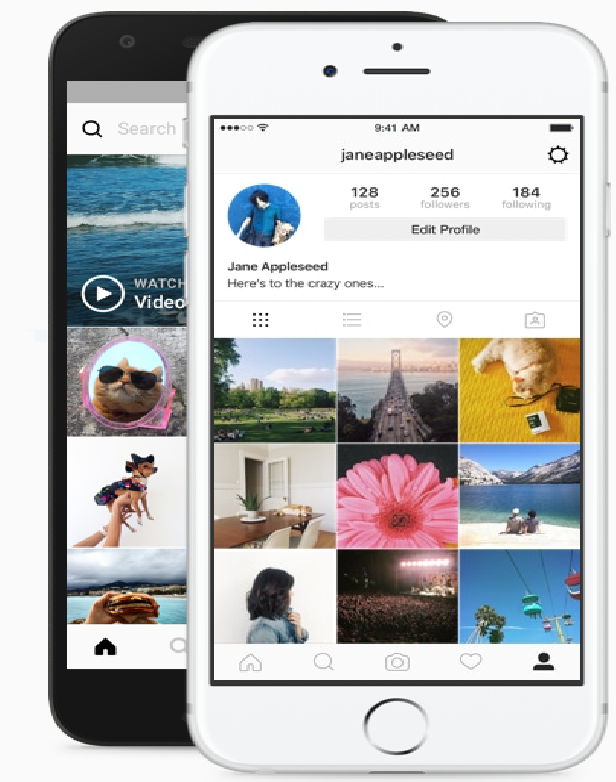 Search
WATCH
Video
9:41 AM
janeappleseed
128 256 184
posts followers following
Edit Profile
Jane Appleseed
Here's to the crazy ones...